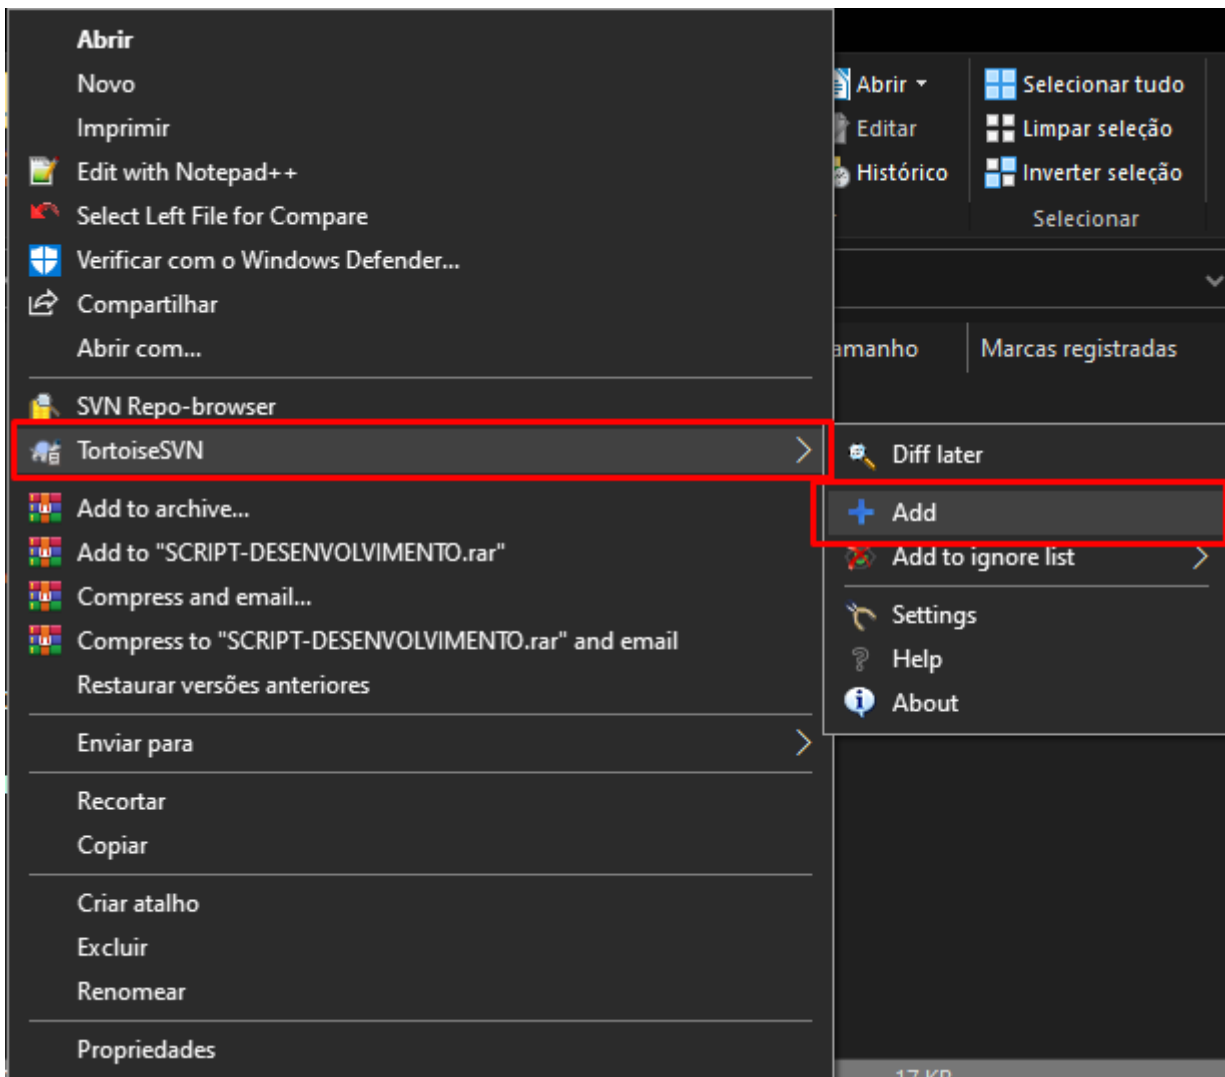 Abrir
Novo
Imprimir
Edit with Notepad++
Select Left File for Compare
Verificar com o Windows Defender...
Compartilhar
Abrir com...
SVN Repo-browser
TortoiseSVN
Add to archive...
Add to "SCRIPT-DESENVOLVIMENTO.rar"
Compress and email...
Compress to "SCRIPT-DESENVOLVIMENTO.rar" and email
Restaurar versões anteriores
Enviar para
Recortar
Copiar
Criar atalho
Excluir
Renomear
Propriedades
Abrir
Editar
Histórico
Selecionar tudo
Limpar seleção
Inverter seleção
Selecionar
amanho
Marcas registradas
Diff later
Add
Add to ignore list
Settings
Help
About
17 KB